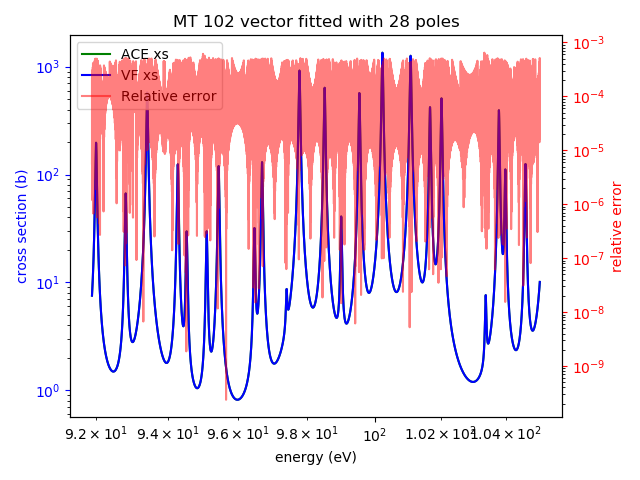 MT 102 vector fitted with 28 poles
ACE xs
VF xs
Relative error
cross section (b)
10³
10²
10¹
10⁰
10⁻³
10⁻⁴
10⁻⁵
10⁻⁶
10⁻⁷
10⁻⁸
10⁻⁹
relative error
9.2 × 10¹ 9.4 × 10¹ 9.6 × 10¹ 9.8 × 10¹ 10² 1.02 × 10² 1.04 × 10²
energy (eV)